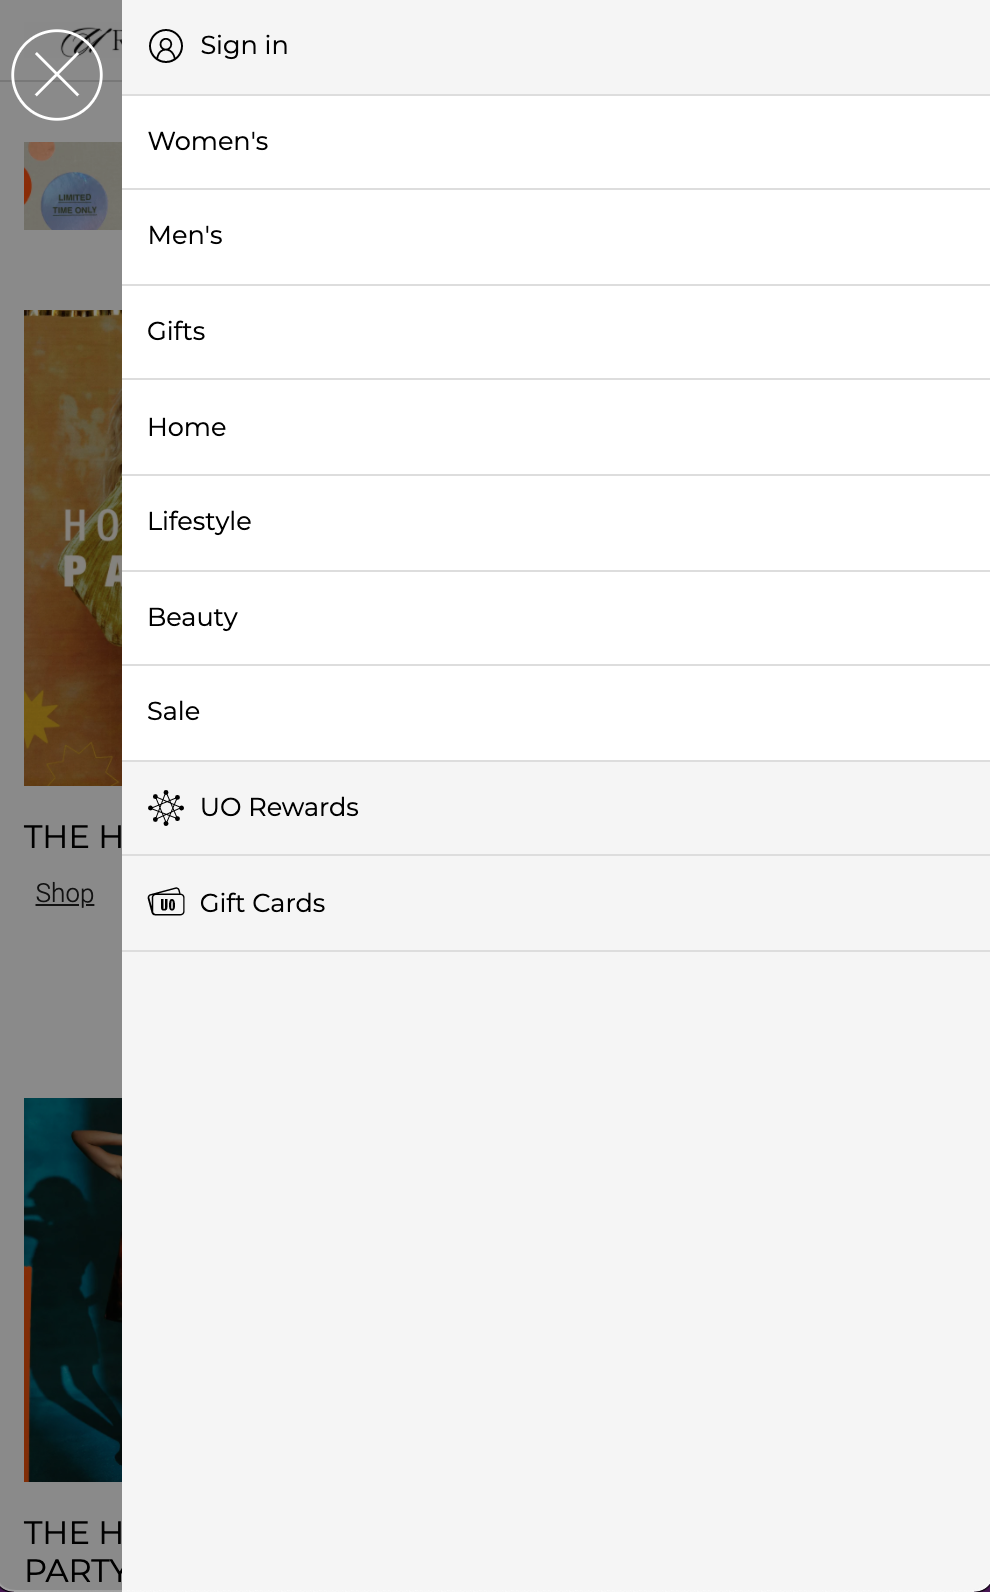 Sign in
Women's
Men's
Gifts
Home
Lifestyle
Beauty
Sale
UO Rewards
UO
Gift Cards
LIMITED
TIME ONLY
HO
PA
THE H
Shop
THE H
PARTY